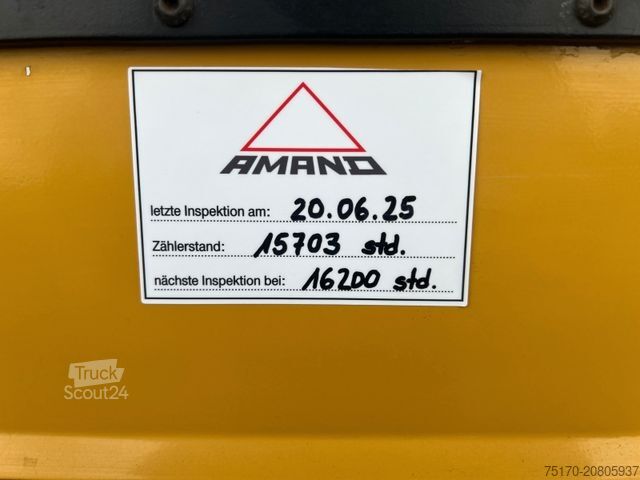 AMAND
letzte Inspektion am: 20.06.25
Zählerstand: 15703 std.
nächste Inspektion bei: 16200 std.
Truck
Scout24
75170-20805937